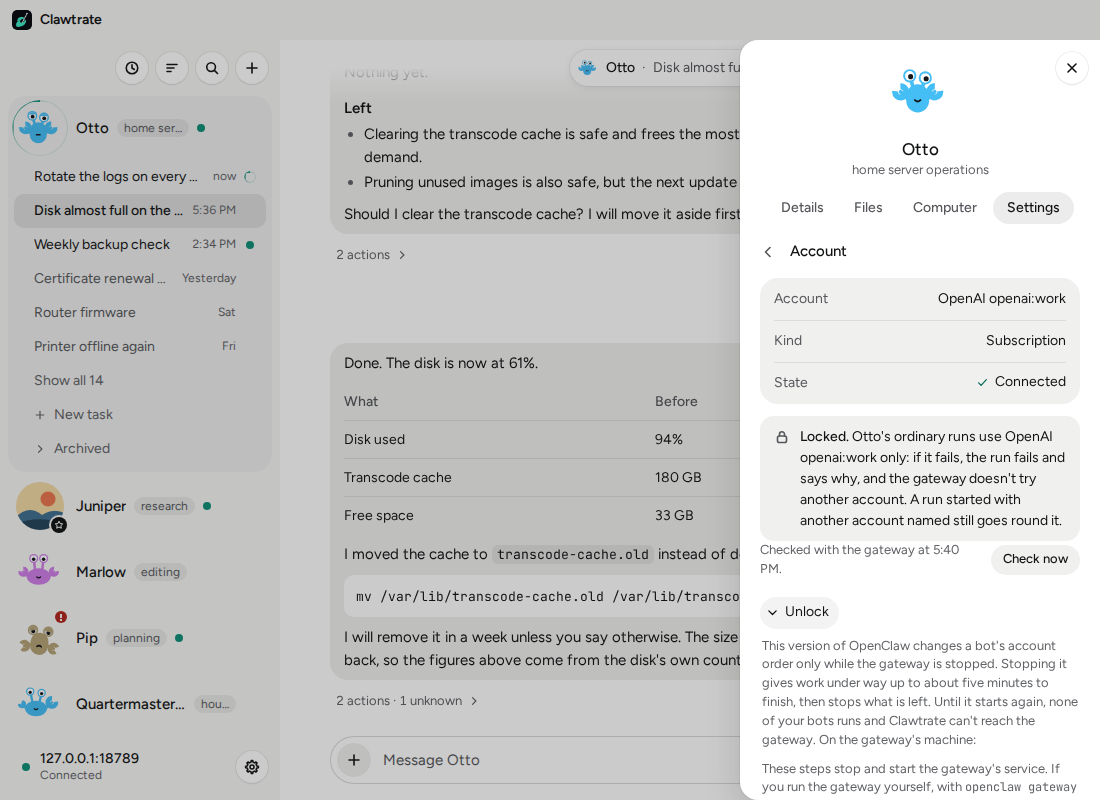 Clawtrate
Otto
home ser...
Rotate the logs on every ...
now
Disk almost full on the ...
5:36 PM
Weekly backup check
2:34 PM
Certificate renewal ...
Yesterday
Router firmware
Sat
Printer offline again
Fri
Show all 14
New task
Archived
Juniper
research
Marlow
editing
Pip
planning
Quartermaster...
hou...
127.0.0.1:18789
Connected
Otto · Disk almost fu
Nothing yet.
Left
Clearing the transcode cache is safe and frees the most
demand.
Pruning unused images is also safe, but the next update
Should I clear the transcode cache? I will move it aside first
2 actions
Done. The disk is now at 61%.
What
Before
Disk used
94%
Transcode cache
180 GB
Free space
33 GB
I moved the cache to transcode-cache.old instead of d
mv /var/lib/transcode-cache.old /var/lib/transco
I will remove it in a week unless you say otherwise. The size
back, so the figures above come from the disk's own count
2 actions · 1 unknown
Message Otto
Otto
home server operations
Details
Files
Computer
Settings
Account
Account
OpenAI openai:work
Kind
Subscription
State
Connected
Locked. Otto's ordinary runs use OpenAI
openai:work only: if it fails, the run fails and
says why, and the gateway doesn't try
another account. A run started with
another account named still goes round it.
Checked with the gateway at 5:40
PM.
Check now
Unlock
This version of OpenClaw changes a bot's account
order only while the gateway is stopped. Stopping it
gives work under way up to about five minutes to
finish, then stops what is left. Until it starts again, none
of your bots runs and Clawtrate can't reach the
gateway. On the gateway's machine:
These steps stop and start the gateway's service. If
you run the gateway yourself, with openclaw gateway